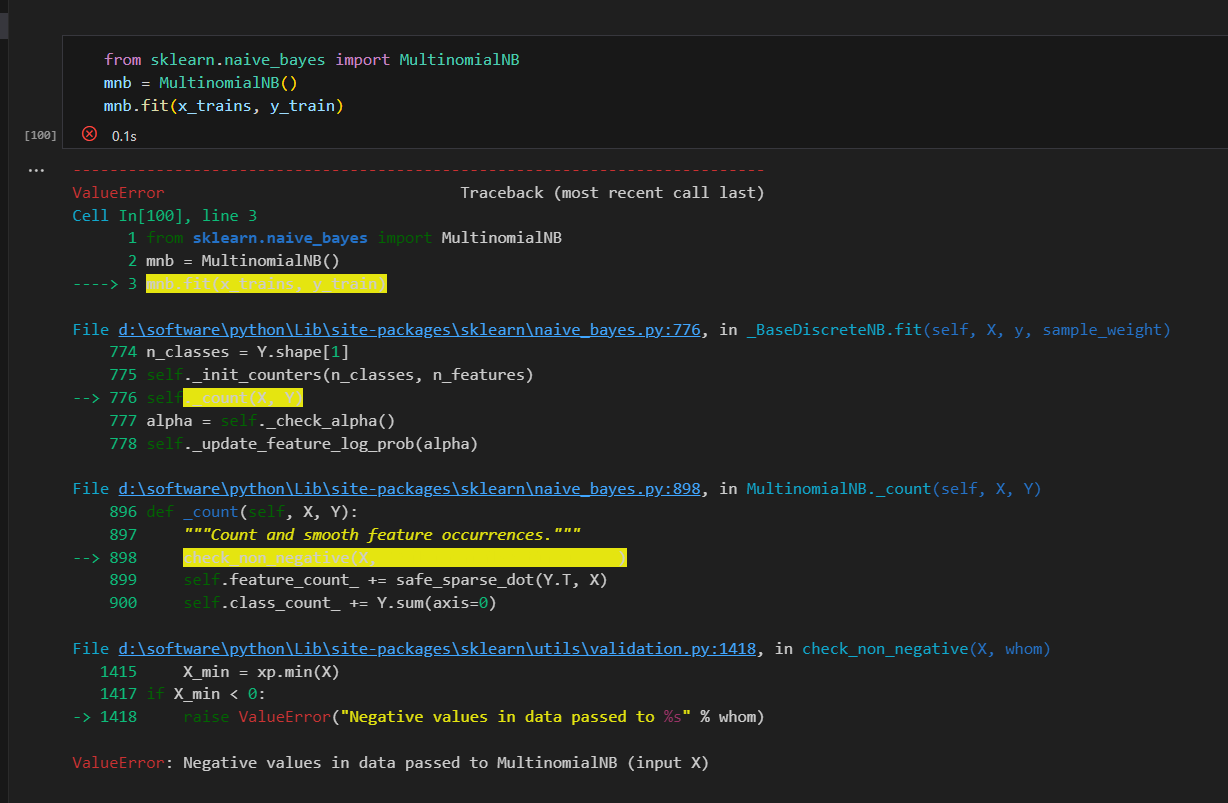 from sklearn.naive_bayes import MultinomialNB
mnb = MultinomialNB()
mnb.fit(x_trains, y_train)
[100] 0.1s
...
---------------------------------------------------------------------------
ValueError Traceback (most recent call last)
Cell In[100], line 3
1 from sklearn.naive_bayes import MultinomialNB
2 mnb = MultinomialNB()
----> 3 mnb.fit(x_trains, y_train)
File d:\software\python\Lib\site-packages\sklearn\naive_bayes.py:776, in _BaseDiscreteNB.fit(self, X, y, sample_weight)
774 n_classes = Y.shape[1]
775 self._init_counters(n_classes, n_features)
--> 776 self._count(X, Y)
777 alpha = self._check_alpha()
778 self._update_feature_log_prob(alpha)
File d:\software\python\Lib\site-packages\sklearn\naive_bayes.py:898, in MultinomialNB._count(self, X, Y)
896 def _count(self, X, Y):
897 """Count and smooth feature occurrences."""
--> 898 check_non_negative(X, )
899 self.feature_count_ += safe_sparse_dot(Y.T, X)
900 self.class_count_ += Y.sum(axis=0)
File d:\software\python\Lib\site-packages\sklearn\utils\validation.py:1418, in check_non_negative(X, whom)
1415 X_min = xp.min(X)
1417 if X_min < 0:
-> 1418 raise ValueError("Negative values in data passed to %s" % whom)
ValueError: Negative values in data passed to MultinomialNB (input X)